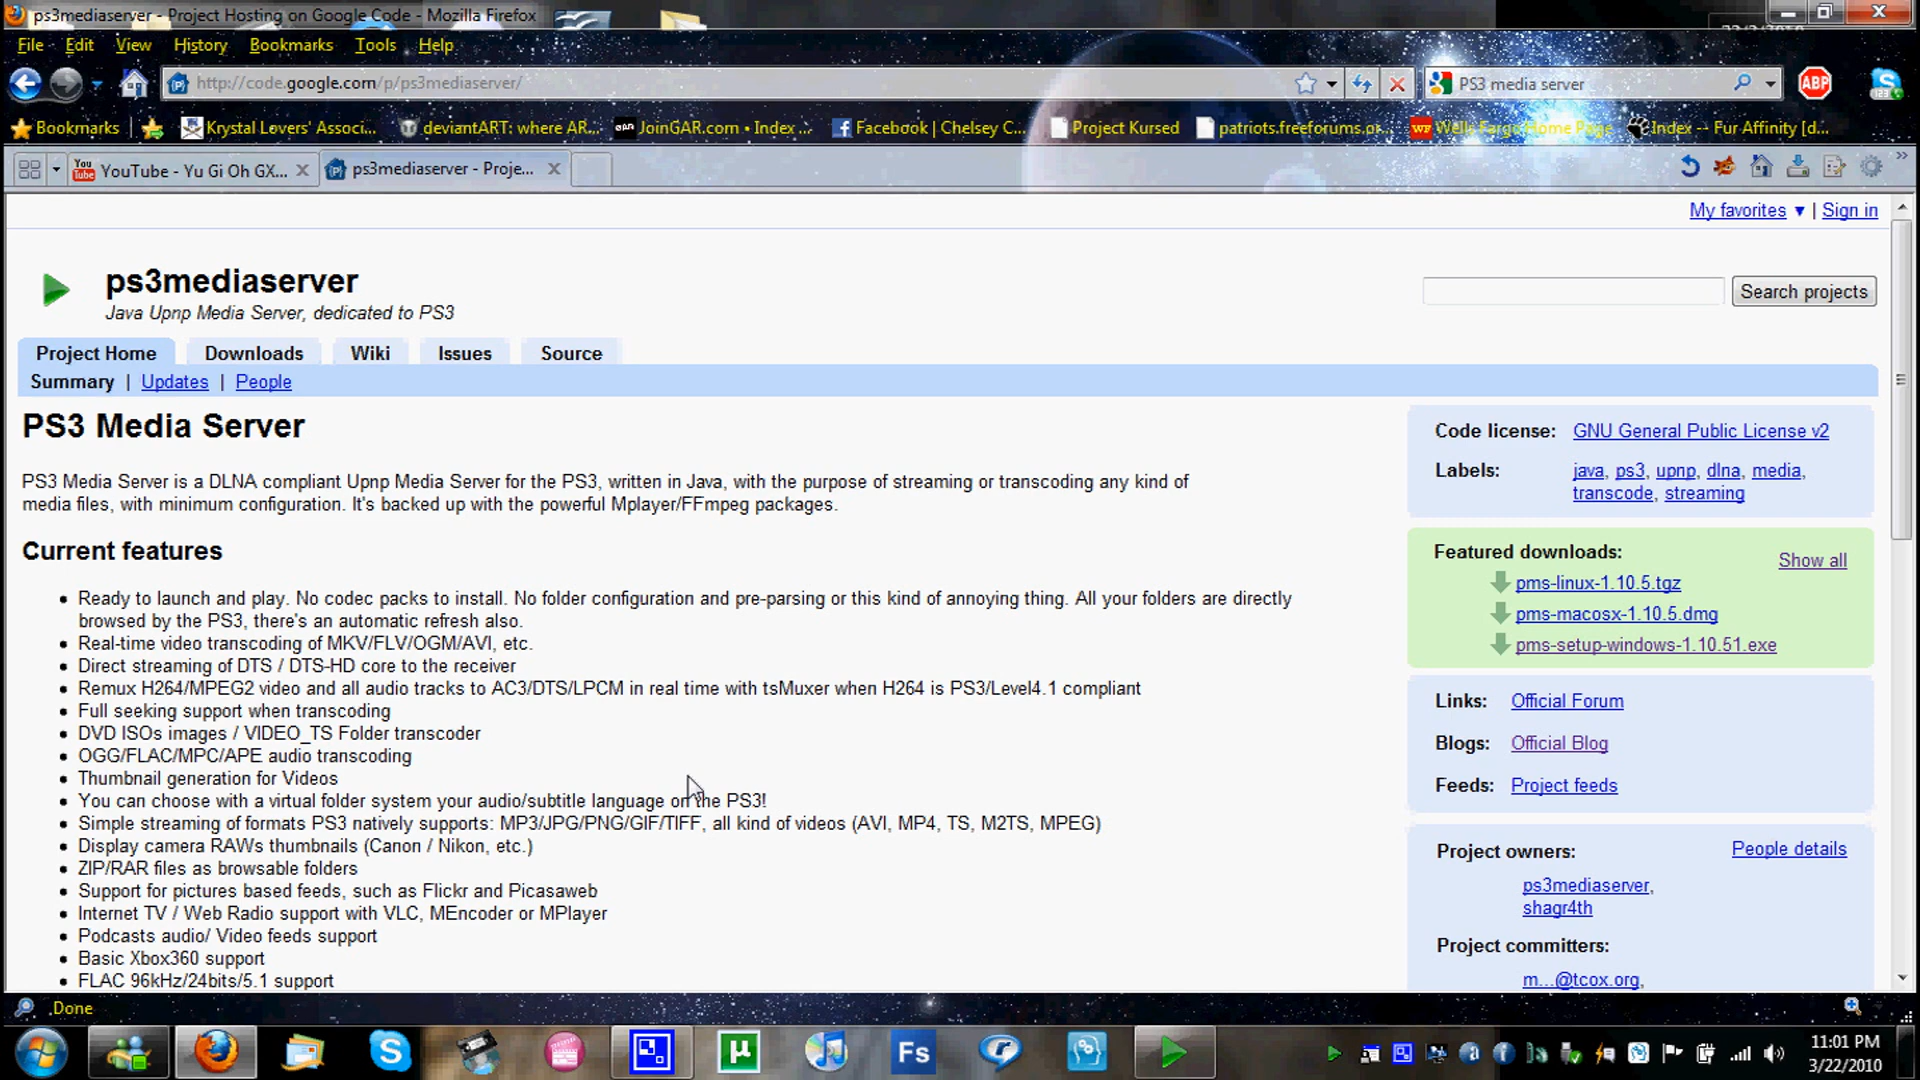 ps3mediaserver - Project Hosting on Google Code - Mozilla Firefox
File Edit View History Bookmarks Tools Help
http://code.google.com/p/ps3mediaserver/
PS3 media server
ABP
Bookmarks
Krystal Lovers' Associ...
deviantART: where AR...
JoinGAR.com • Index ...
Facebook | Chelsey C...
Project Kursed
patriots.freeforums.or...
Wells Fargo Home Page
Index -- Fur Affinity [d...
YouTube - Yu Gi Oh GX...
ps3mediaserver - Proje...
My favorites ▼ | Sign in
ps3mediaserver
Java Upnp Media Server, dedicated to PS3
Search projects
Project Home Downloads Wiki Issues Source
Summary | Updates | People
PS3 Media Server
PS3 Media Server is a DLNA compliant Upnp Media Server for the PS3, written in Java, with the purpose of streaming or transcoding any kind of
media files, with minimum configuration. It's backed up with the powerful Mplayer/FFmpeg packages.
Current features
• Ready to launch and play. No codec packs to install. No folder configuration and pre-parsing or this kind of annoying thing. All your folders are directly
browsed by the PS3, there's an automatic refresh also.
• Real-time video transcoding of MKV/FLV/OGM/AVI, etc.
• Direct streaming of DTS / DTS-HD core to the receiver
• Remux H264/MPEG2 video and all audio tracks to AC3/DTS/LPCM in real time with tsMuxer when H264 is PS3/Level4.1 compliant
• Full seeking support when transcoding
• DVD ISOs images / VIDEO_TS Folder transcoder
• OGG/FLAC/MPC/APE audio transcoding
• Thumbnail generation for Videos
• You can choose with a virtual folder system your audio/subtitle language on the PS3!
• Simple streaming of formats PS3 natively supports: MP3/JPG/PNG/GIF/TIFF, all kind of videos (AVI, MP4, TS, M2TS, MPEG)
• Display camera RAWs thumbnails (Canon / Nikon, etc.)
• ZIP/RAR files as browsable folders
• Support for pictures based feeds, such as Flickr and Picasaweb
• Internet TV / Web Radio support with VLC, MEncoder or MPlayer
• Podcasts audio/ Video feeds support
• Basic Xbox360 support
• FLAC 96kHz/24bits/5.1 support
Code license: GNU General Public License v2
Labels: java, ps3, upnp, dlna, media,
transcode, streaming
Featured downloads: Show all
pms-linux-1.10.5.tgz
pms-macosx-1.10.5.dmg
pms-setup-windows-1.10.51.exe
Links: Official Forum
Blogs: Official Blog
Feeds: Project feeds
Project owners: People details
ps3mediaserver,
shagr4th
Project committers:
m...@tcox.org,
Done
Fs
11:01 PM
3/22/2010